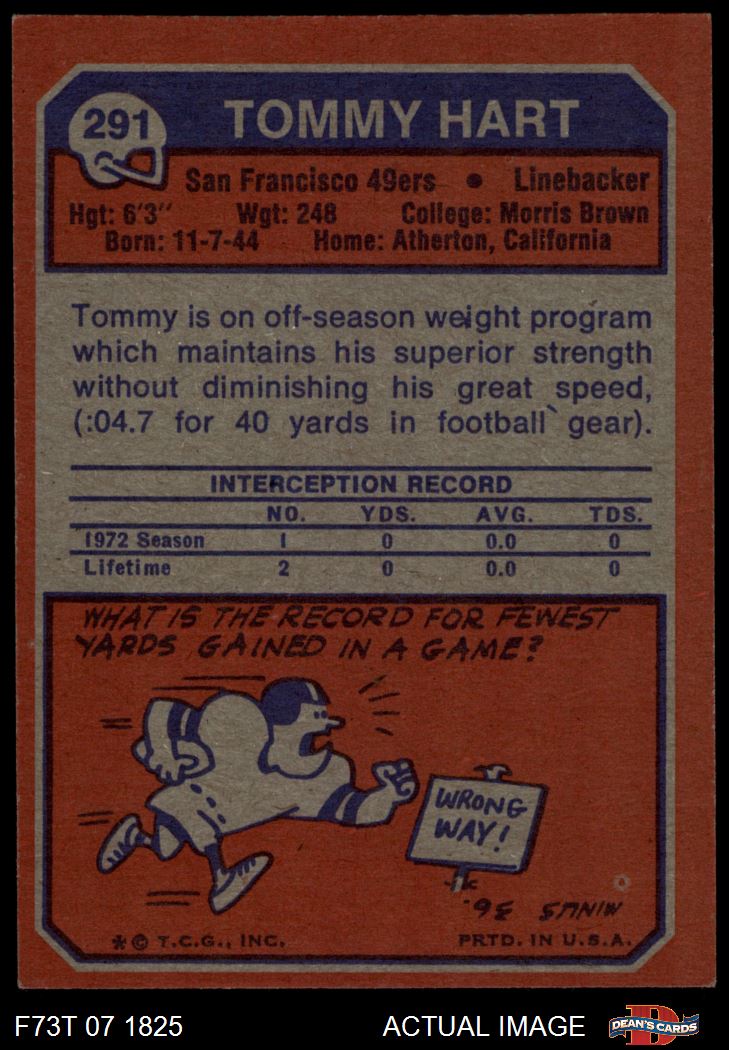 291
TOMMY HART
San Francisco 49ers • Linebacker
Hgt: 6'3" Wgt: 248 College: Morris Brown
Born: 11-7-44 Home: Atherton, California
Tommy is on off-season weight program
which maintains his superior strength
without diminishing his great speed,
(:04.7 for 40 yards in football gear).
INTERCEPTION RECORD
NO. YDS. AVG. TDS.
1972 Season 1 0 0.0 0
Lifetime 2 0 0.0 0
WHAT IS THE RECORD FOR FEWEST
YARDS GAINED IN A GAME?
WRONG
WAY!
MINUS 36.
* © T.C.G., INC. PRTD. IN U.S.A.
F73T 07 1825 ACTUAL IMAGE
D
DEAN'S CARDS